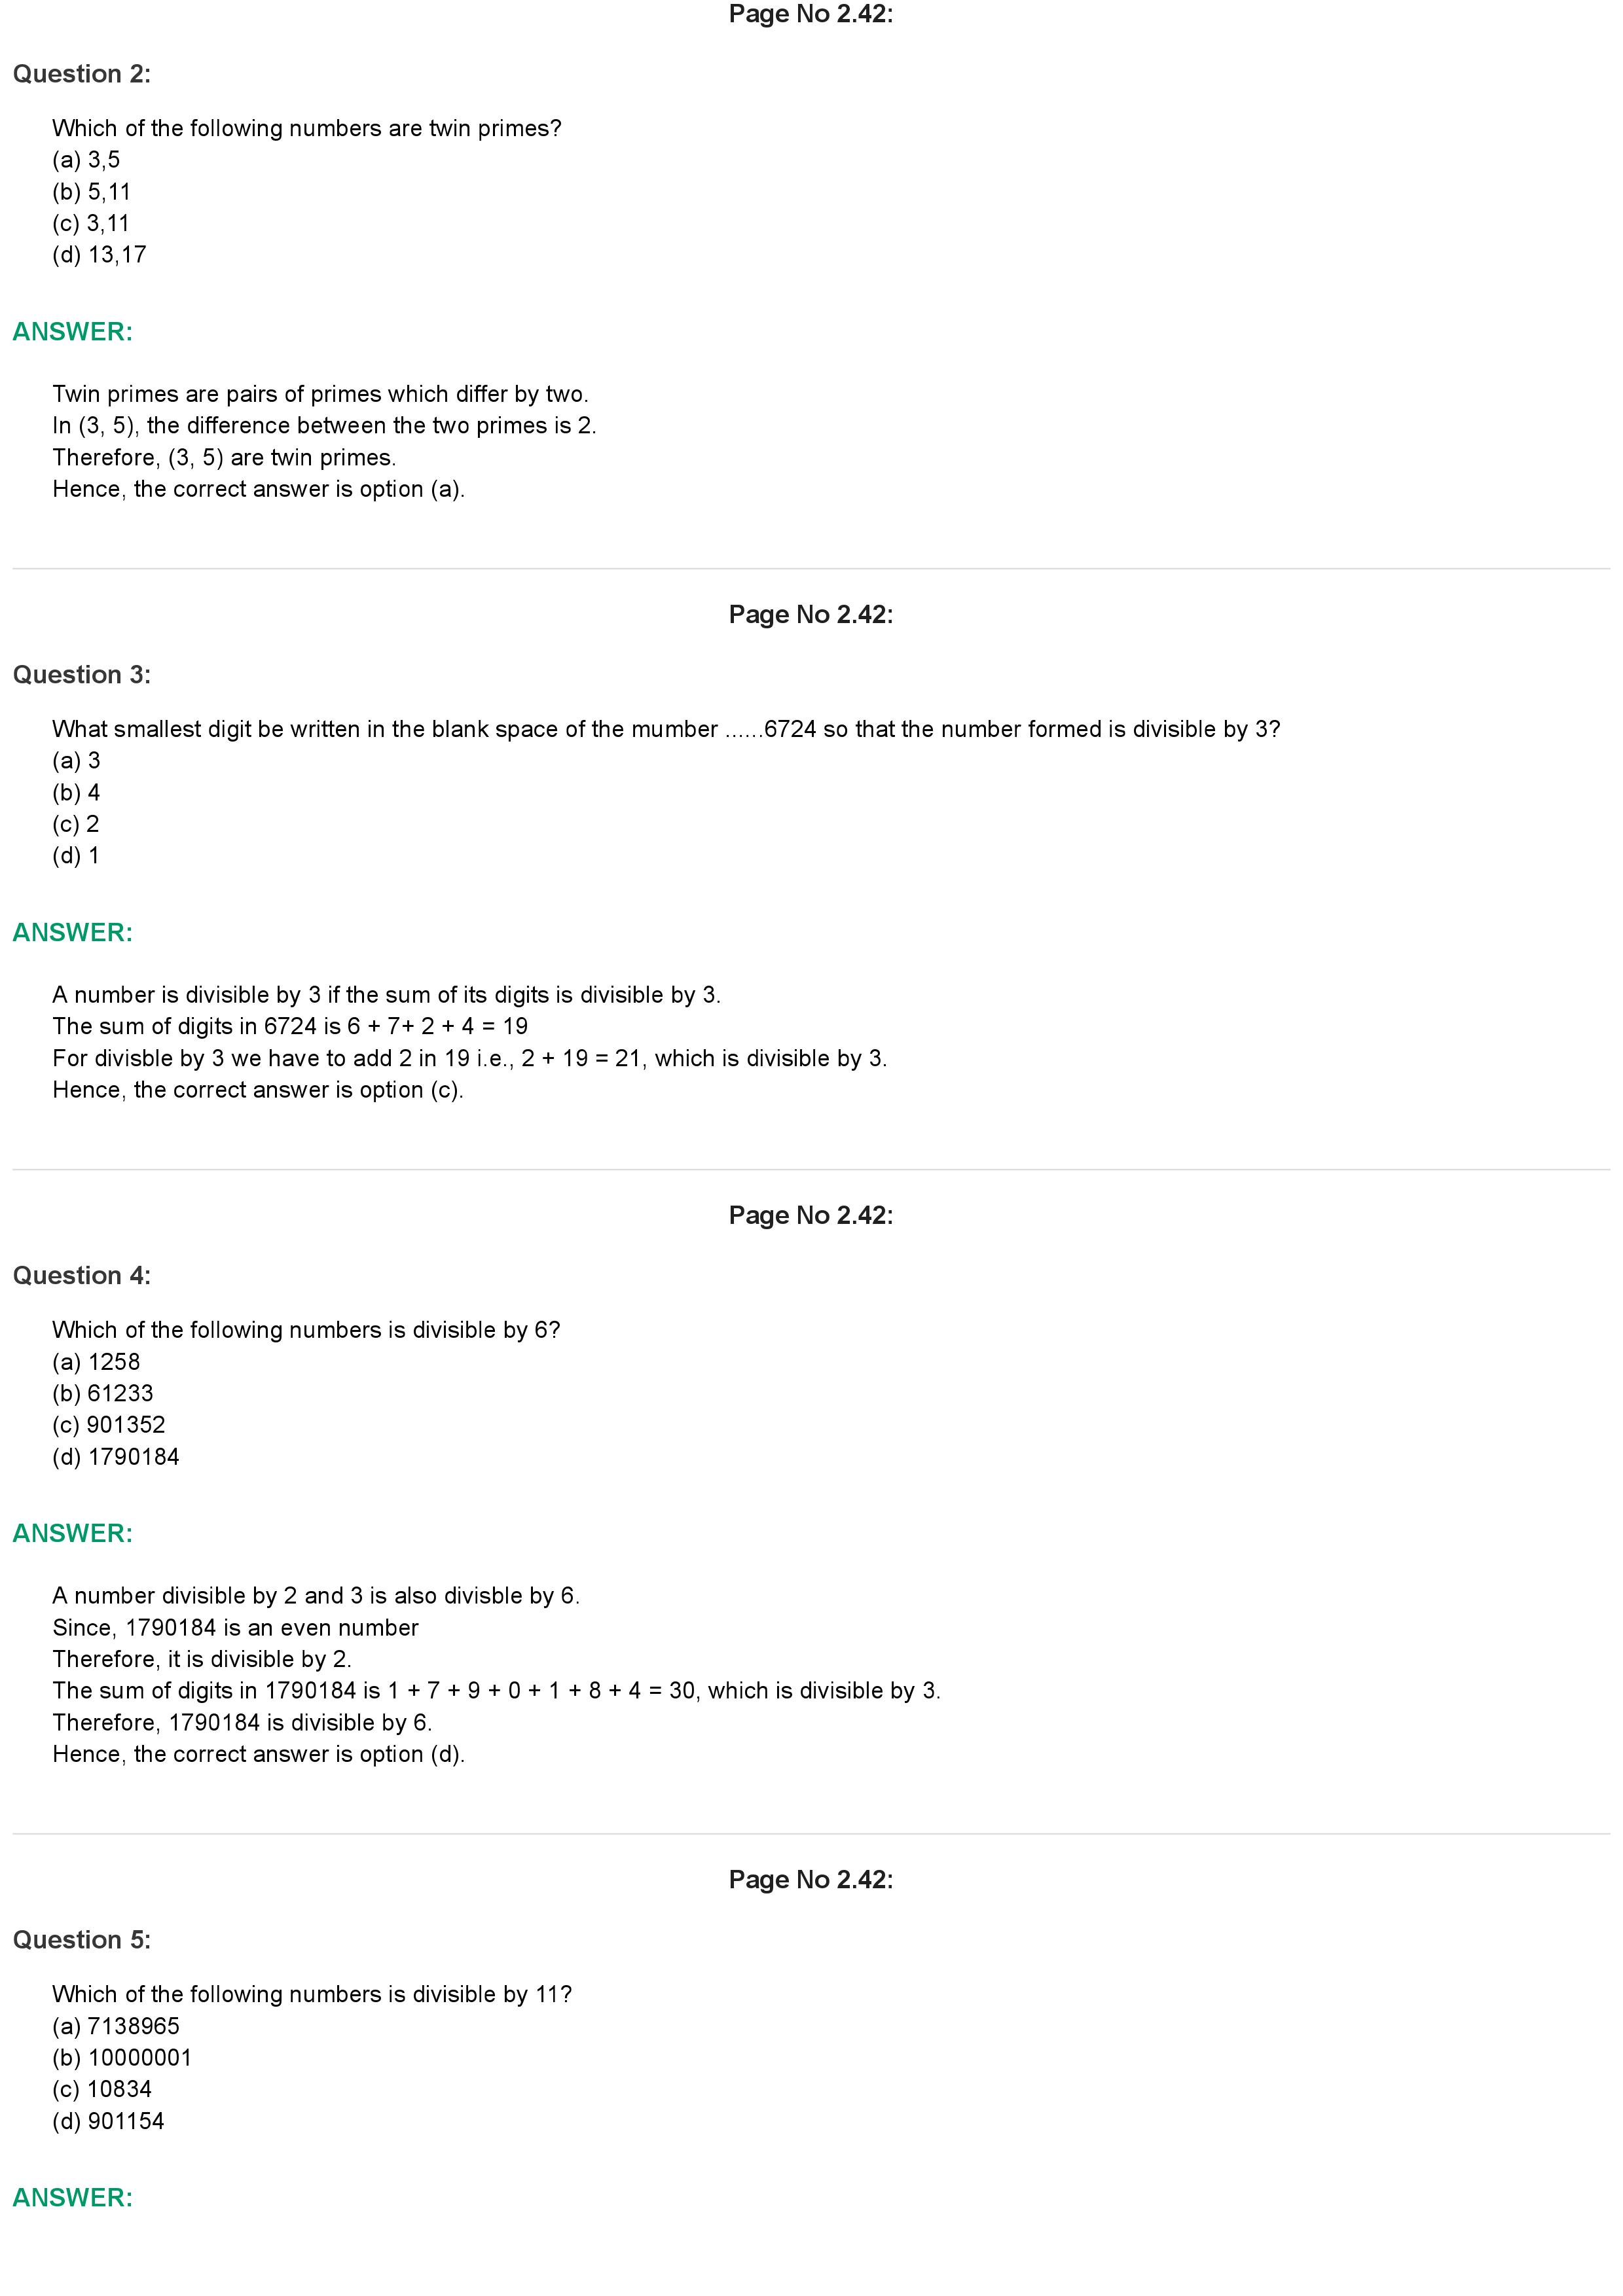 Page No 2.42:
Question 2:
Which of the following numbers are twin primes?
(a) 3,5
(b) 5,11
(c) 3,11
(d) 13,17
ANSWER:
Twin primes are pairs of primes which differ by two.
In (3, 5), the difference between the two primes is 2.
Therefore, (3, 5) are twin primes.
Hence, the correct answer is option (a).
Page No 2.42:
Question 3:
What smallest digit be written in the blank space of the mumber ......6724 so that the number formed is divisible by 3?
(a) 3
(b) 4
(c) 2
(d) 1
ANSWER:
A number is divisible by 3 if the sum of its digits is divisible by 3.
The sum of digits in 6724 is 6 + 7+ 2 + 4 = 19
For divisble by 3 we have to add 2 in 19 i.e., 2 + 19 = 21, which is divisible by 3.
Hence, the correct answer is option (c).
Page No 2.42:
Question 4:
Which of the following numbers is divisible by 6?
(a) 1258
(b) 61233
(c) 901352
(d) 1790184
ANSWER:
A number divisible by 2 and 3 is also divisble by 6.
Since, 1790184 is an even number
Therefore, it is divisible by 2.
The sum of digits in 1790184 is 1 + 7 + 9 + 0 + 1 + 8 + 4 = 30, which is divisible by 3.
Therefore, 1790184 is divisible by 6.
Hence, the correct answer is option (d).
Page No 2.42:
Question 5:
Which of the following numbers is divisible by 11?
(a) 7138965
(b) 10000001
(c) 10834
(d) 901154
ANSWER: